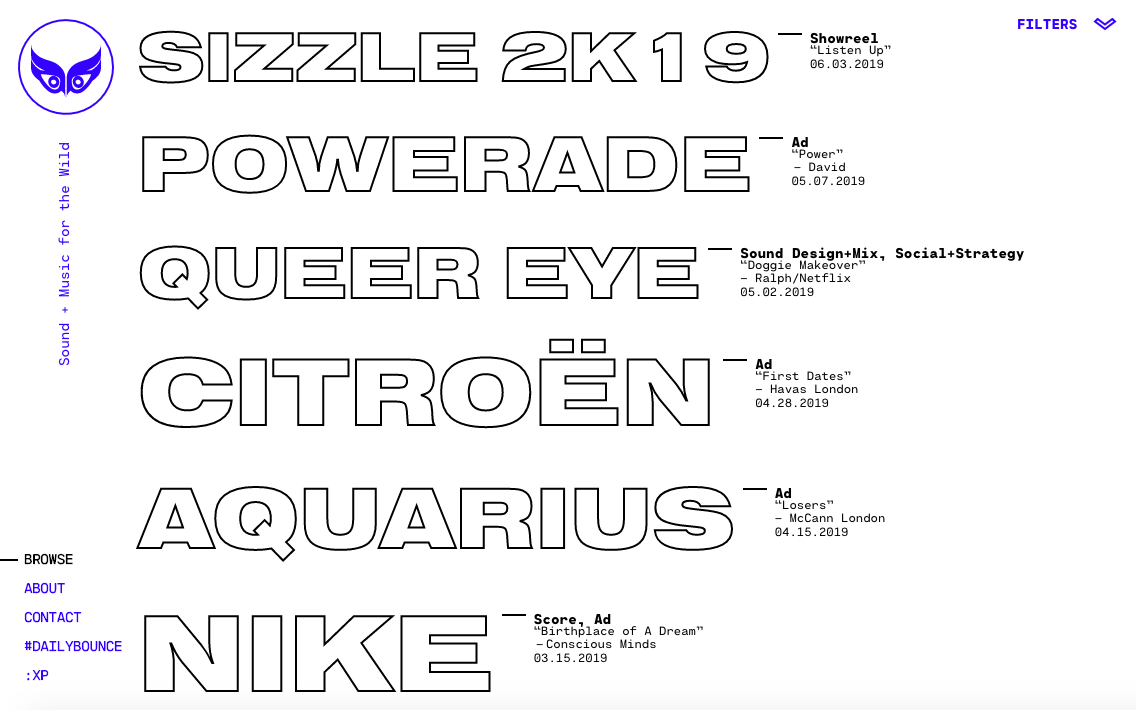 FILTERS
SIZZLE 2K19
Showreel
“Listen Up”
06.03.2019
Sound + Music for the Wild
POWERADE
Ad
“Power”
– David
05.07.2019
QUEER EYE
Sound Design+Mix, Social+Strategy
“Doggie Makeover”
– Ralph/Netflix
05.02.2019
CITROËN
Ad
“First Dates”
– Havas London
04.28.2019
AQUARIUS
Ad
“Losers”
– McCann London
04.15.2019
BROWSE
ABOUT
CONTACT
#DAILYBOUNCE
:XP
NIKE
Score, Ad
“Birthplace of A Dream”
– Conscious Minds
03.15.2019